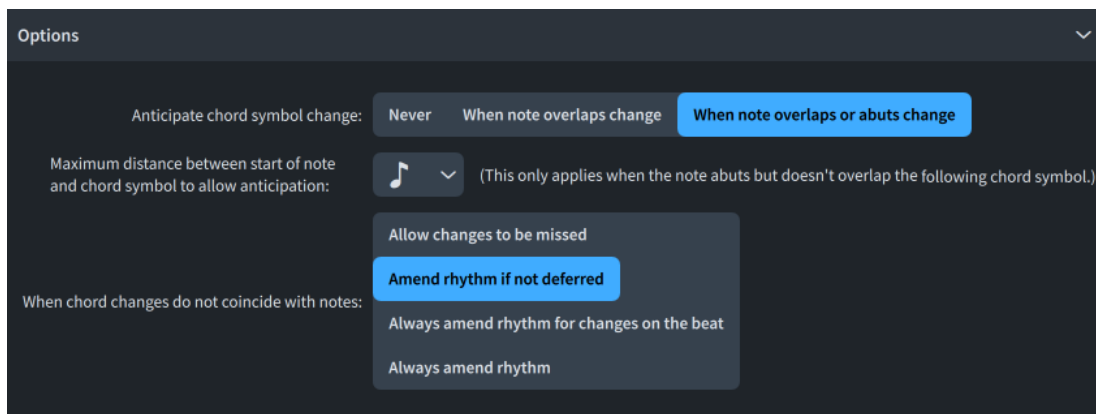 Options
Anticipate chord symbol change: Never When note overlaps change When note overlaps or abuts change
Maximum distance between start of note
and chord symbol to allow anticipation: (This only applies when the note abuts but doesn't overlap the following chord symbol.)
When chord changes do not coincide with notes:
Allow changes to be missed
Amend rhythm if not deferred
Always amend rhythm for changes on the beat
Always amend rhythm